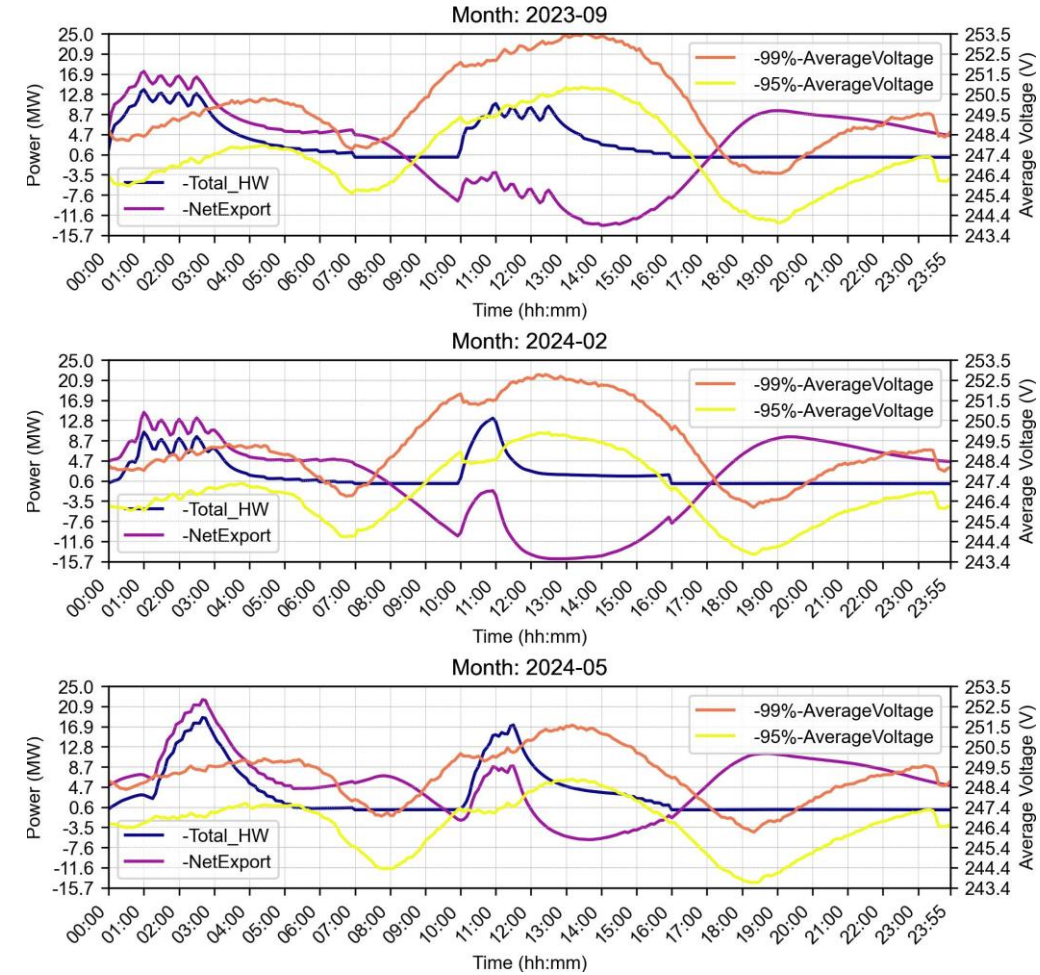 Month: 2023-09
25.0
20.9
16.9
12.8
8.7
4.7
0.6
-3.5
-7.6
-11.6
-15.7
Power (MW)
-Total_HW
-NetExport
-99%-AverageVoltage
-95%-AverageVoltage
253.5
252.5
251.5
250.5
249.5
248.4
247.4
246.4
245.4
244.4
243.4
Average Voltage (V)
00:00 01:00 02:00 03:00 04:00 05:00 06:00 07:00 08:00 09:00 10:00 11:00 12:00 13:00 14:00 15:00 16:00 17:00 18:00 19:00 20:00 21:00 22:00 23:00 23:55
Time (hh:mm)
Month: 2024-02
25.0
20.9
16.9
12.8
8.7
4.7
0.6
-3.5
-7.6
-11.6
-15.7
Power (MW)
-Total_HW
-NetExport
-99%-AverageVoltage
-95%-AverageVoltage
253.5
252.5
251.5
250.5
249.5
248.4
247.4
246.4
245.4
244.4
243.4
Average Voltage (V)
00:00 01:00 02:00 03:00 04:00 05:00 06:00 07:00 08:00 09:00 10:00 11:00 12:00 13:00 14:00 15:00 16:00 17:00 18:00 19:00 20:00 21:00 22:00 23:00 23:55
Time (hh:mm)
Month: 2024-05
25.0
20.9
16.9
12.8
8.7
4.7
0.6
-3.5
-7.6
-11.6
-15.7
Power (MW)
-Total_HW
-NetExport
-99%-AverageVoltage
-95%-AverageVoltage
253.5
252.5
251.5
250.5
249.5
248.4
247.4
246.4
245.4
244.4
243.4
Average Voltage (V)
00:00 01:00 02:00 03:00 04:00 05:00 06:00 07:00 08:00 09:00 10:00 11:00 12:00 13:00 14:00 15:00 16:00 17:00 18:00 19:00 20:00 21:00 22:00 23:00 23:55
Time (hh:mm)